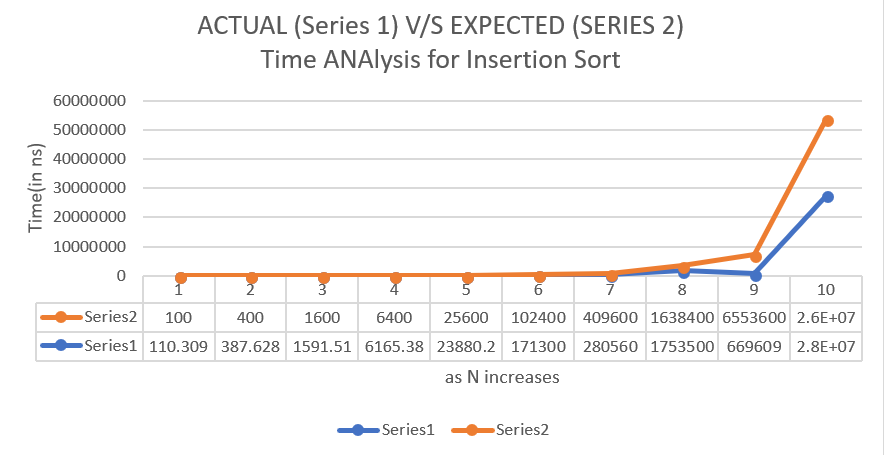 ACTUAL (Series 1) V/S EXPECTED (SERIES 2)
Time ANAlysis for Insertion Sort
Time(in ns)
60000000
50000000
40000000
30000000
20000000
10000000
0
1 2 3 4 5 6 7 8 9 10
Series2 100 400 1600 6400 25600 102400 409600 1638400 6553600 2.6E+07
Series1 110.309 387.628 1591.51 6165.38 23880.2 171300 280560 1753500 669609 2.8E+07
as N increases
Series1 Series2